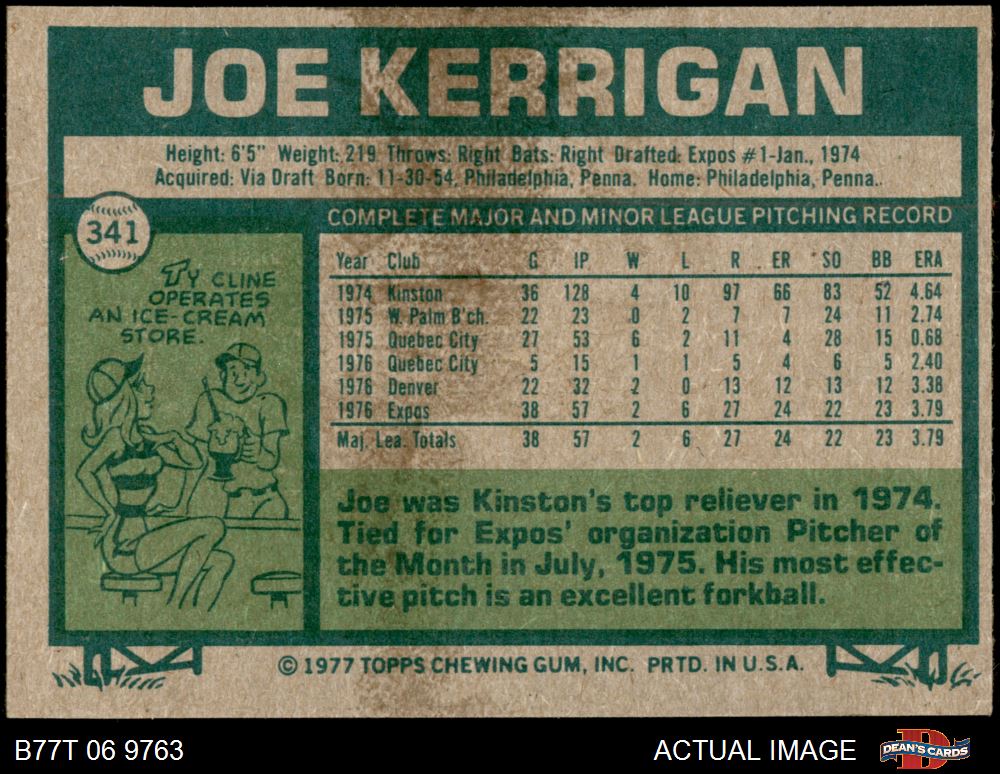 JOE KERRIGAN
Height: 6'5" Weight: 219 Throws: Right Bats: Right Drafted: Expos #1-Jan., 1974
Acquired: Via Draft Born: 11-30-54, Philadelphia, Penna. Home: Philadelphia, Penna..
341
TY CLINE
OPERATES
AN ICE-CREAM
STORE.
COMPLETE MAJOR AND MINOR LEAGUE PITCHING RECORD
Year Club G IP W L R ER SO BB ERA
1974 Kinston 36 128 4 10 97 66 83 52 4.64
1975 W. Palm B'ch. 22 23 0 2 7 7 24 11 2.74
1975 Quebec City 27 53 6 2 11 4 28 15 0.68
1976 Quebec City 5 15 1 1 5 4 6 5 2.40
1976 Denver 22 32 2 0 13 12 13 12 3.38
1976 Expos 38 57 2 6 27 24 22 23 3.79
Maj. Lea. Totals 38 57 2 6 27 24 22 23 3.79
Joe was Kinston's top reliever in 1974.
Tied for Expos' organization Pitcher of
the Month in July, 1975. His most effec-
tive pitch is an excellent forkball.
© 1977 TOPPS CHEWING GUM, INC. PRTD. IN U.S.A.
B77T 06 9763
ACTUAL IMAGE
DEAN'S CARDS